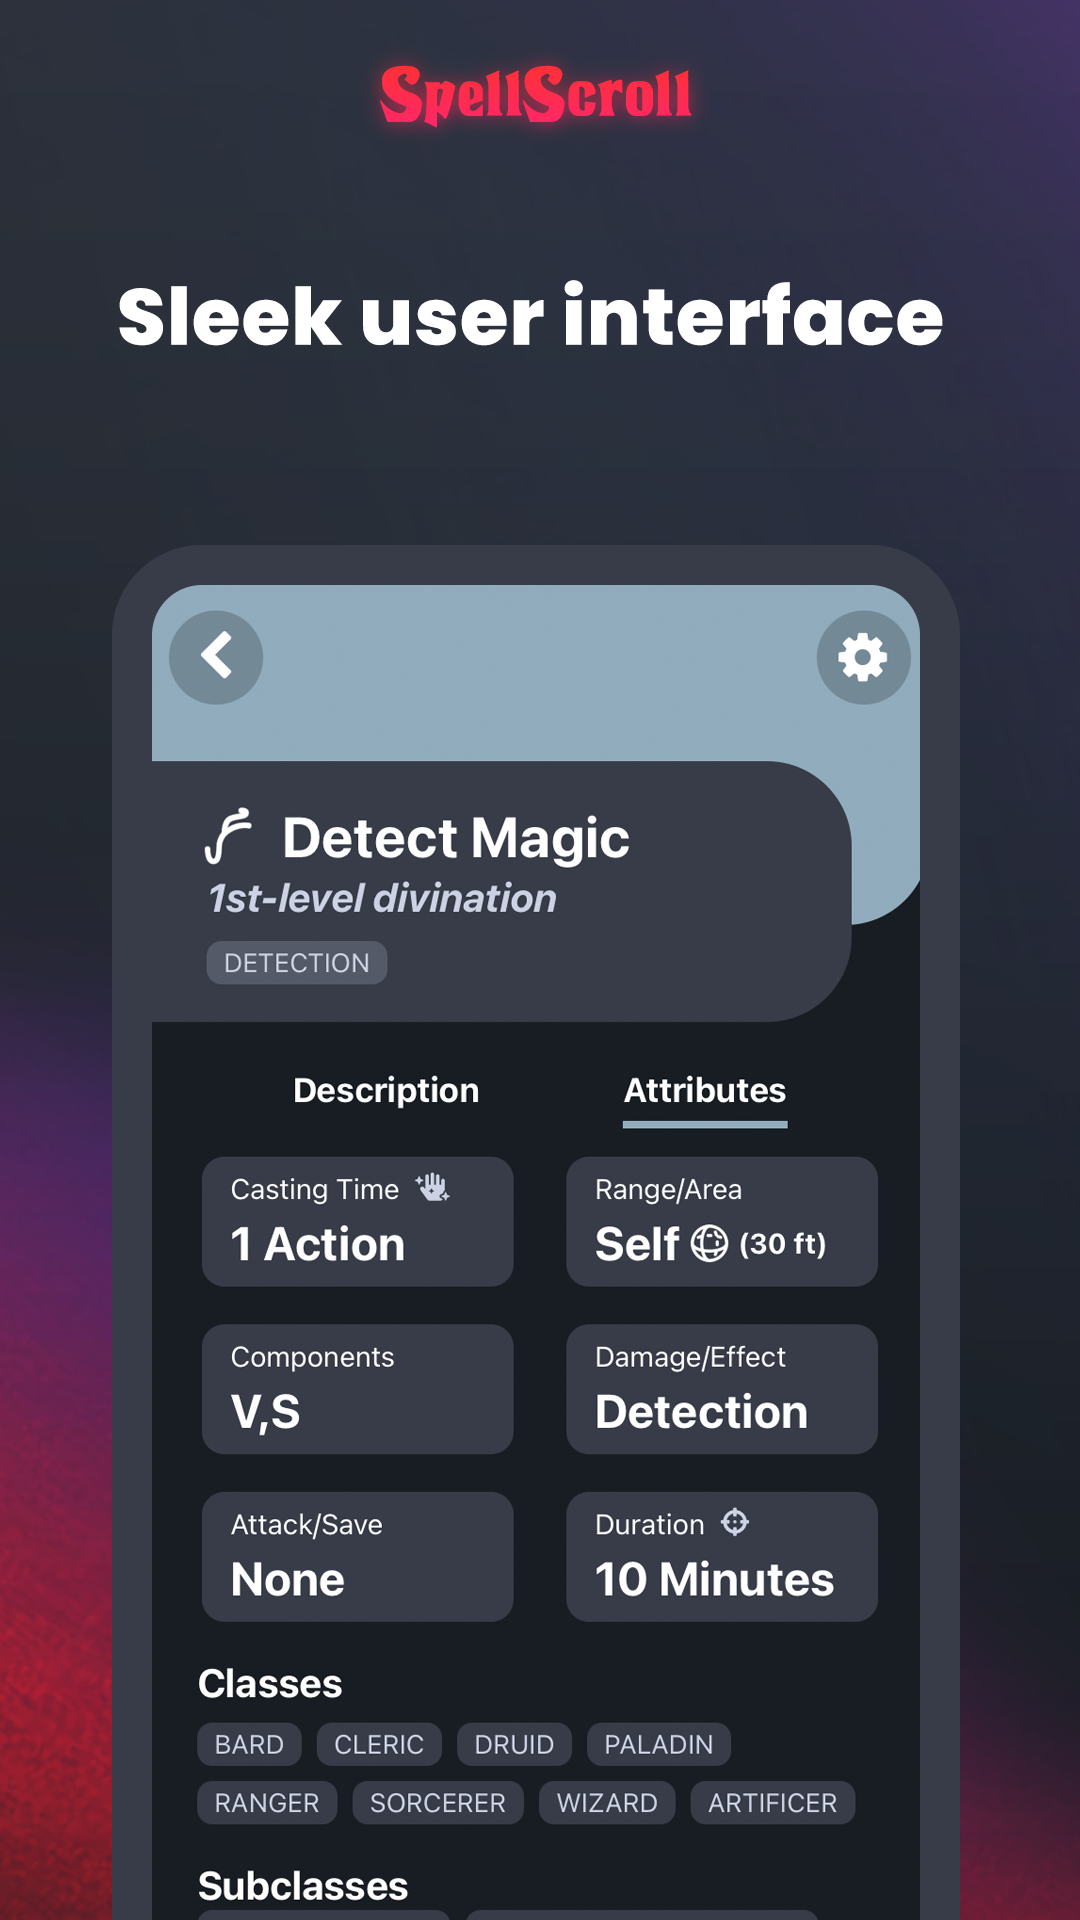 SpellScroll
Sleek user interface
Detect Magic
1st-level divination
DETECTION
Description Attributes
Casting Time Range/Area
1 Action Self (30 ft)
Components Damage/Effect
V,S Detection
Attack/Save Duration
None 10 Minutes
Classes
BARD CLERIC DRUID PALADIN
RANGER SORCERER WIZARD ARTIFICER
Subclasses